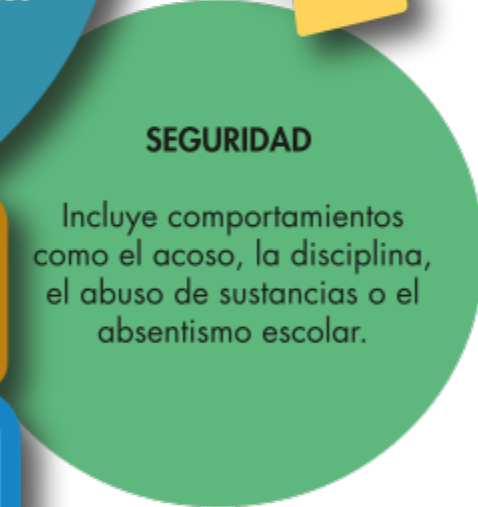 SEGURIDAD
Incluye comportamientos
como el acoso, la disciplina,
el abuso de sustancias o el
absentismo escolar.